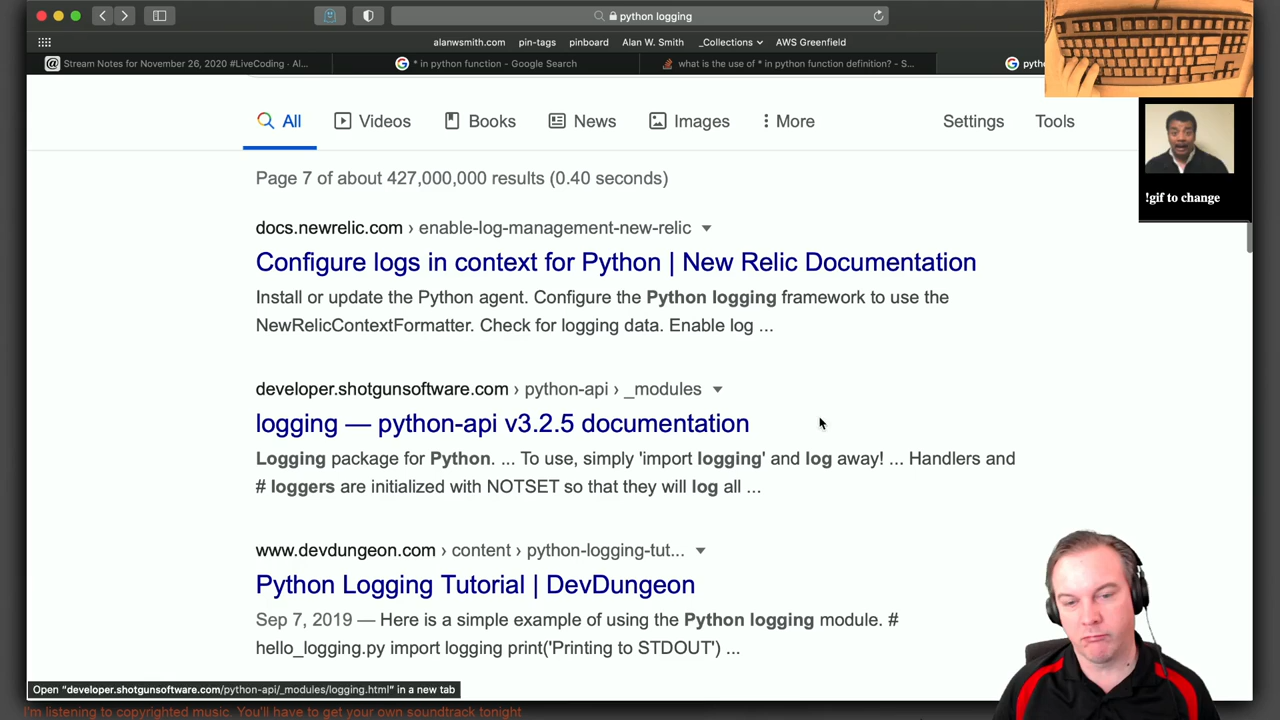 python logging
alanwsmith.com pin-tags pinboard Alan W. Smith _Collections AWS Greenfield
Stream Notes for November 26, 2020 #LiveCoding - Al... * in python function - Google Search what is the use of * in python function definition? - S... pytho
All Videos Books News Images More Settings Tools
!gif to change
Page 7 of about 427,000,000 results (0.40 seconds)
docs.newrelic.com › enable-log-management-new-relic
Configure logs in context for Python | New Relic Documentation
Install or update the Python agent. Configure the Python logging framework to use the
NewRelicContextFormatter. Check for logging data. Enable log ...
developer.shotgunsoftware.com › python-api › _modules
logging — python-api v3.2.5 documentation
Logging package for Python. ... To use, simply 'import logging' and log away! ... Handlers and
# loggers are initialized with NOTSET so that they will log all ...
www.devdungeon.com › content › python-logging-tut...
Python Logging Tutorial | DevDungeon
Sep 7, 2019 — Here is a simple example of using the Python logging module. #
hello_logging.py import logging print('Printing to STDOUT') ...
Open "developer.shotgunsoftware.com/python-api/_modules/logging.html" in a new tab
I'm listening to copyrighted music. You'll have to get your own soundtrack tonight